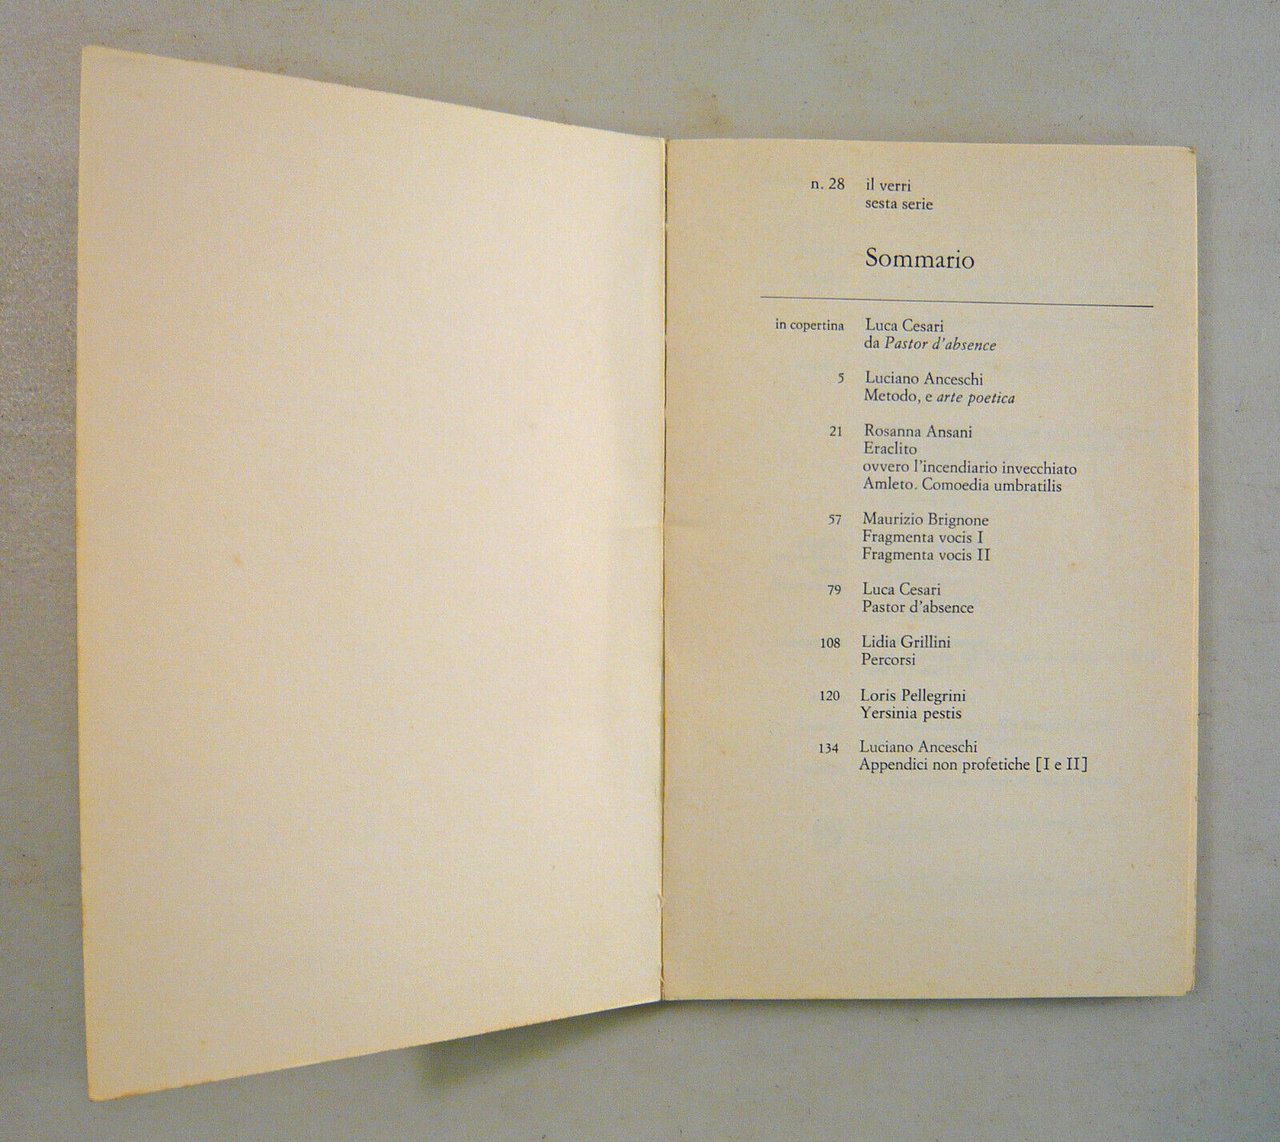 n. 28 il verri
sesta serie
Sommario
in copertina Luca Cesari
da Pastor d'absence
5 Luciano Anceschi
Metodo, e arte poetica
21 Rosanna Ansani
Eraclito
ovvero l'incendiario invecchiato
Amleto. Comoedia umbratilis
57 Maurizio Brignone
Fragmenta vocis I
Fragmenta vocis II
79 Luca Cesari
Pastor d'absence
108 Lidia Grillini
Percorsi
120 Loris Pellegrini
Yersinia pestis
134 Luciano Anceschi
Appendici non profetiche [I e II]